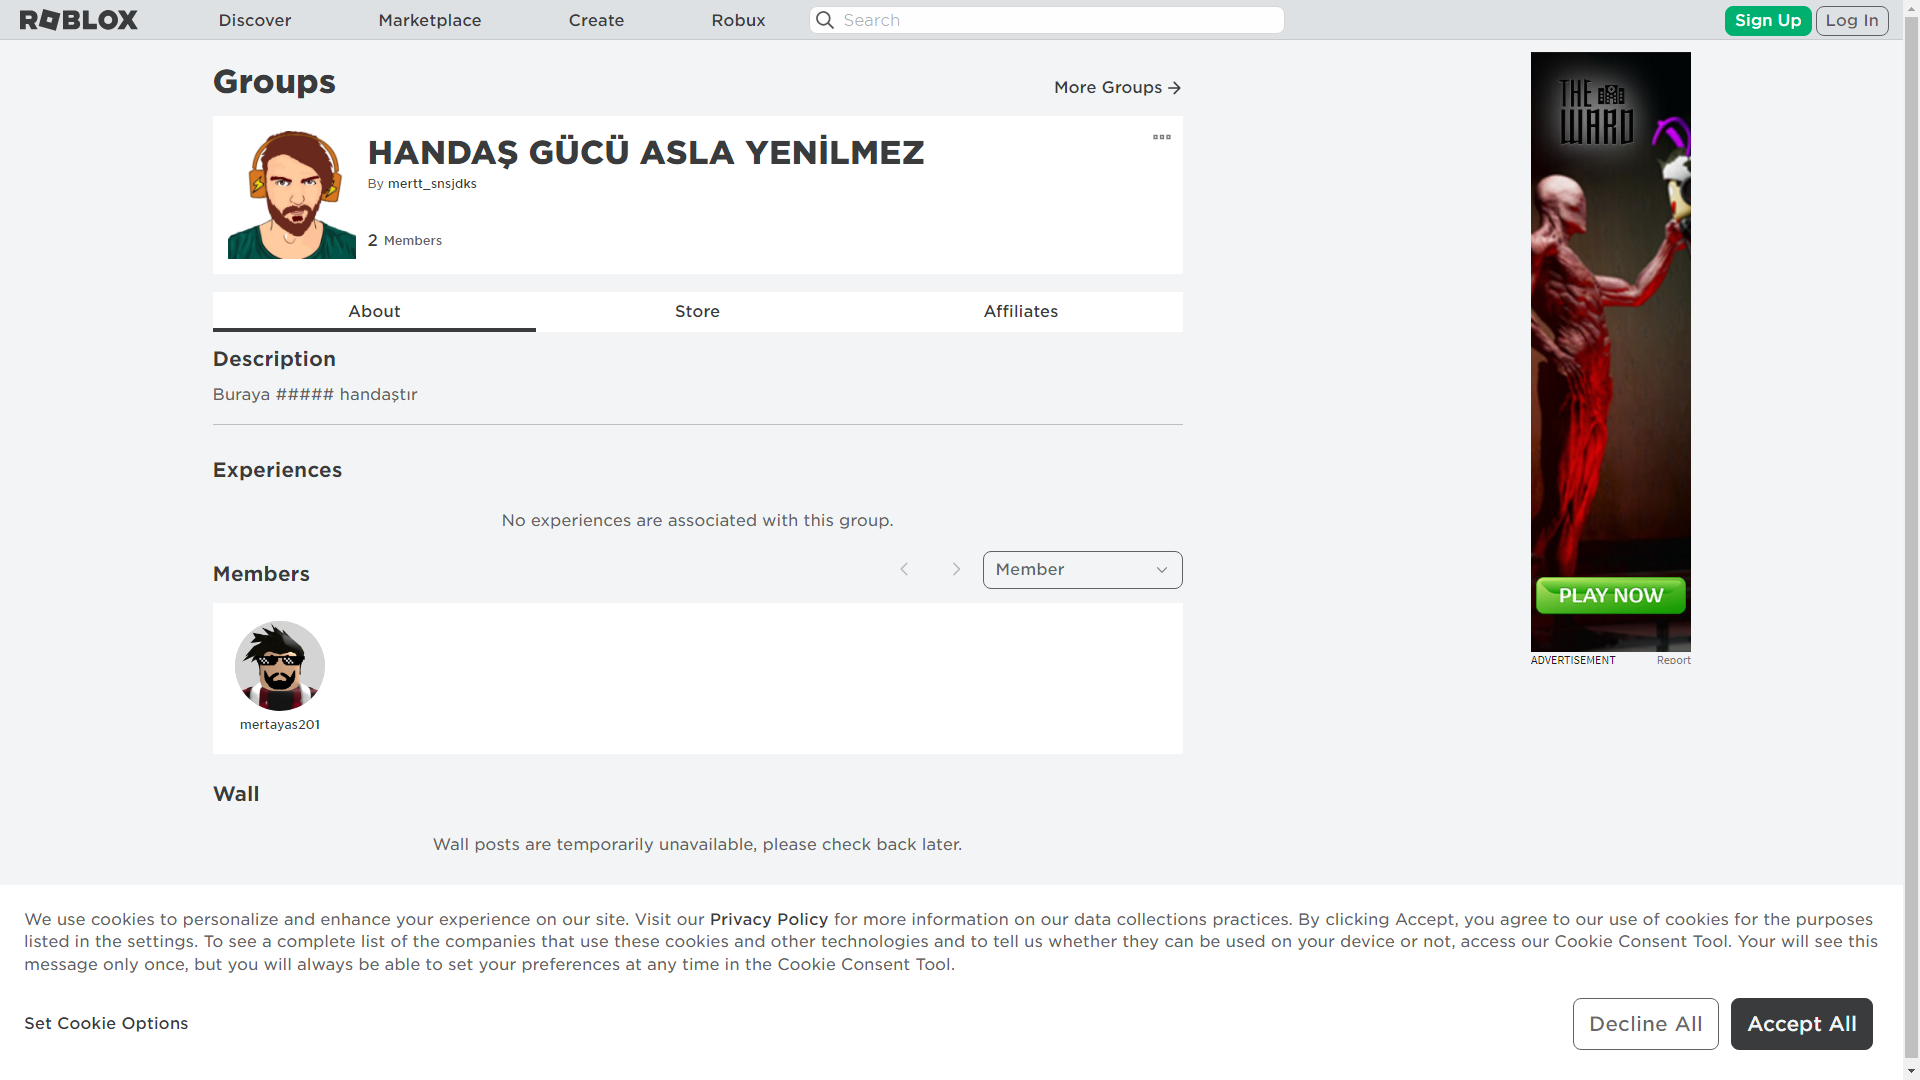 ROBLOX
Discover
Marketplace
Create
Robux
Search
Sign Up
Log In
Groups
More Groups
HANDAŞ GÜCÜ ASLA YENİLMEZ
By mertt_snsjdks
2 Members
About
Store
Affiliates
Description
Buraya ##### handaştır
Experiences
No experiences are associated with this group.
Members
Member
mertayas201
Wall
Wall posts are temporarily unavailable, please check back later.
THE
WARD
PLAY NOW
ADVERTISEMENT
Report
We use cookies to personalize and enhance your experience on our site. Visit our Privacy Policy for more information on our data collections practices. By clicking Accept, you agree to our use of cookies for the purposes
listed in the settings. To see a complete list of the companies that use these cookies and other technologies and to tell us whether they can be used on your device or not, access our Cookie Consent Tool. Your will see this
message only once, but you will always be able to set your preferences at any time in the Cookie Consent Tool.
Set Cookie Options
Decline All
Accept All